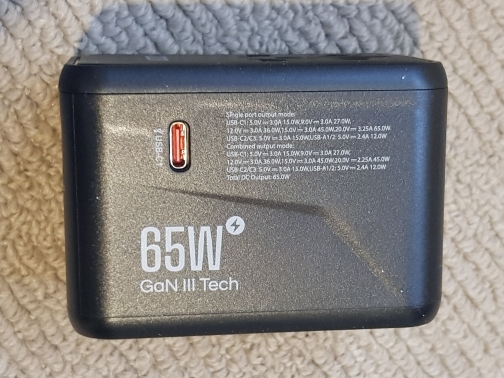 Single port output mode:
USB-C1: 5.0V⎓3.0A 15.0W,9.0V⎓3.0A 27.0W,
12.0V⎓3.0A 36.0W,15.0V⎓3.0A 45.0W,20.0V⎓3.25A 65.0W
USB-C2/C3: 5.0V⎓3.0A 15.0W,USB-A1/2: 5.0V⎓2.4A 12.0W
Combined output mode:
USB-C1: 5.0V⎓3.0A 15.0W,9.0V⎓3.0A 27.0W,
12.0V⎓3.0A 36.0W,15.0V⎓3.0A 45.0W,20.0V⎓2.25A 45.0W
USB-C2/C3: 5.0V⎓3.0A 15.0W,USB-A1/2: 5.0V⎓2.4A 12.0W
Total DC Output: 65.0W
USB-C1
65W
GaN III Tech